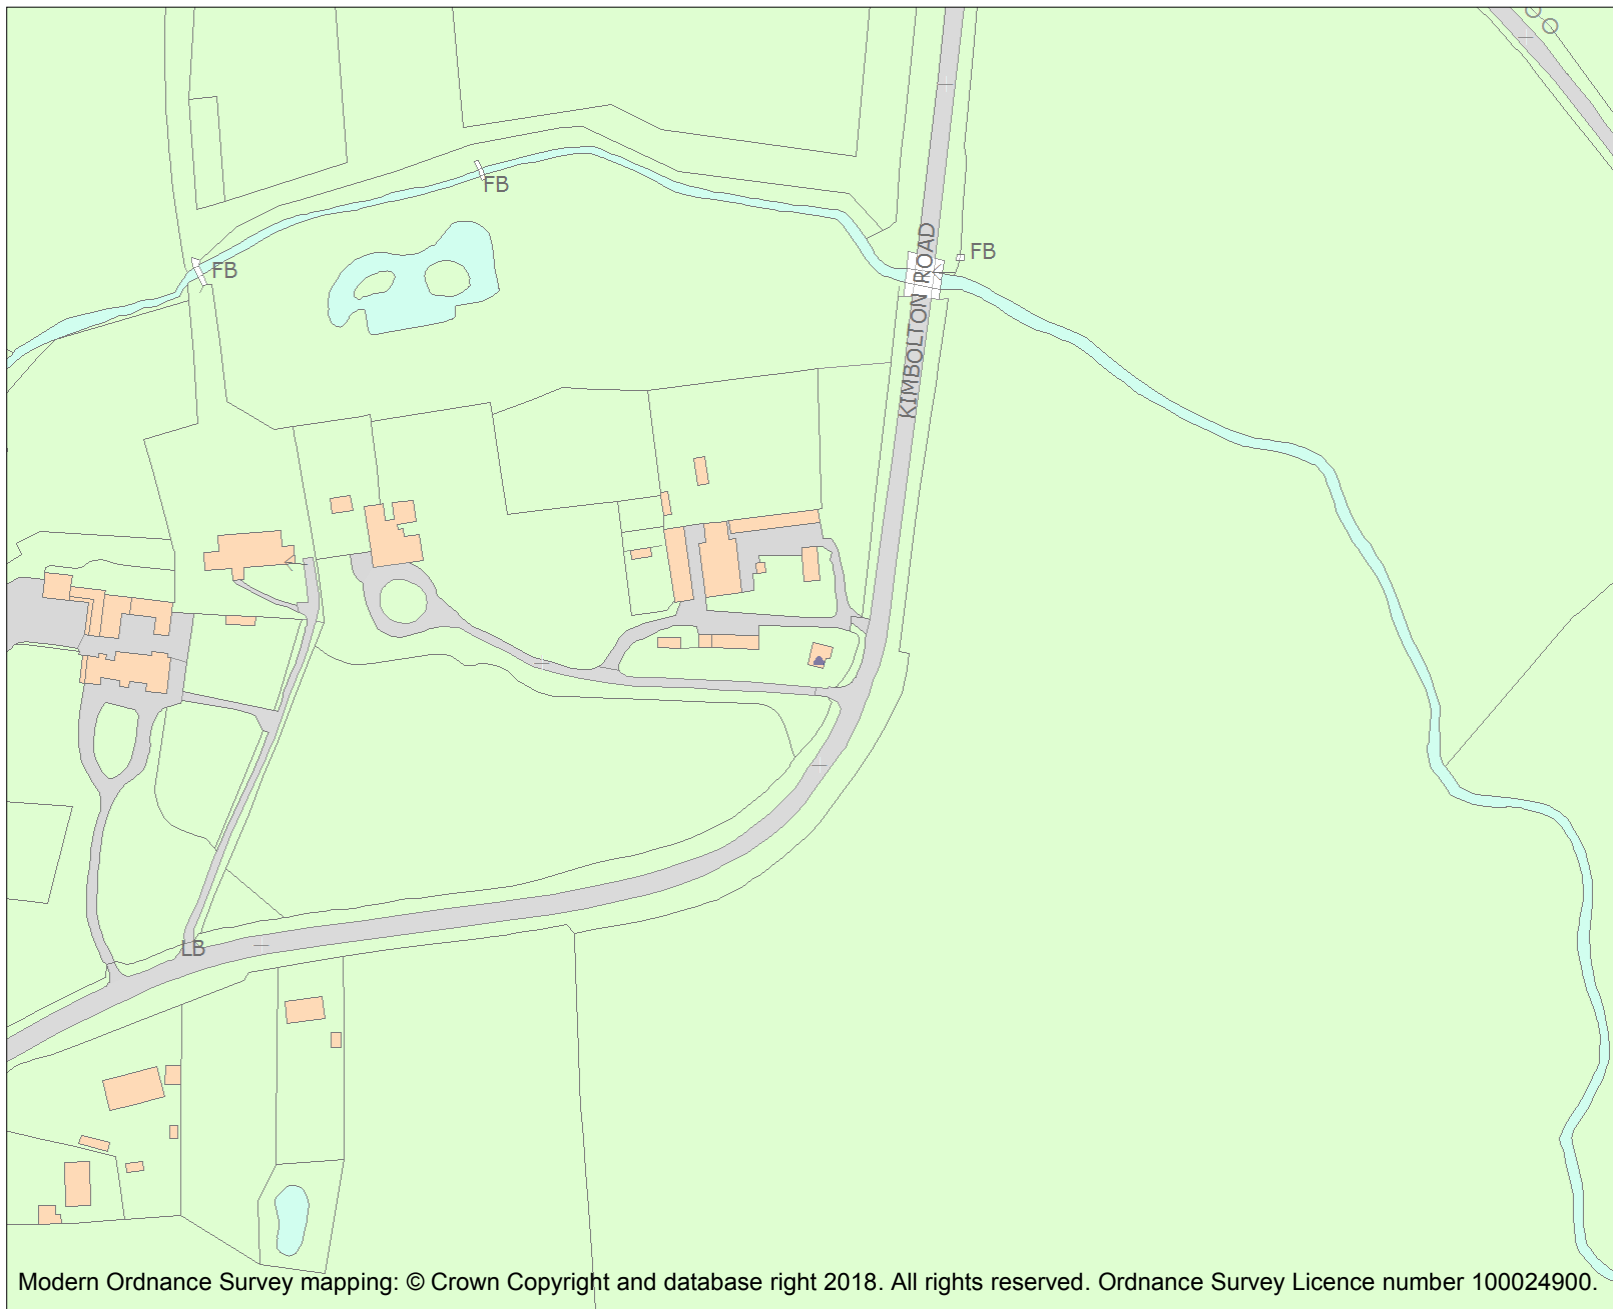 FB
KIMBOLTON ROAD
FB
FB
LB
Modern Ordnance Survey mapping: © Crown Copyright and database right 2018. All rights reserved. Ordnance Survey Licence number 100024900.